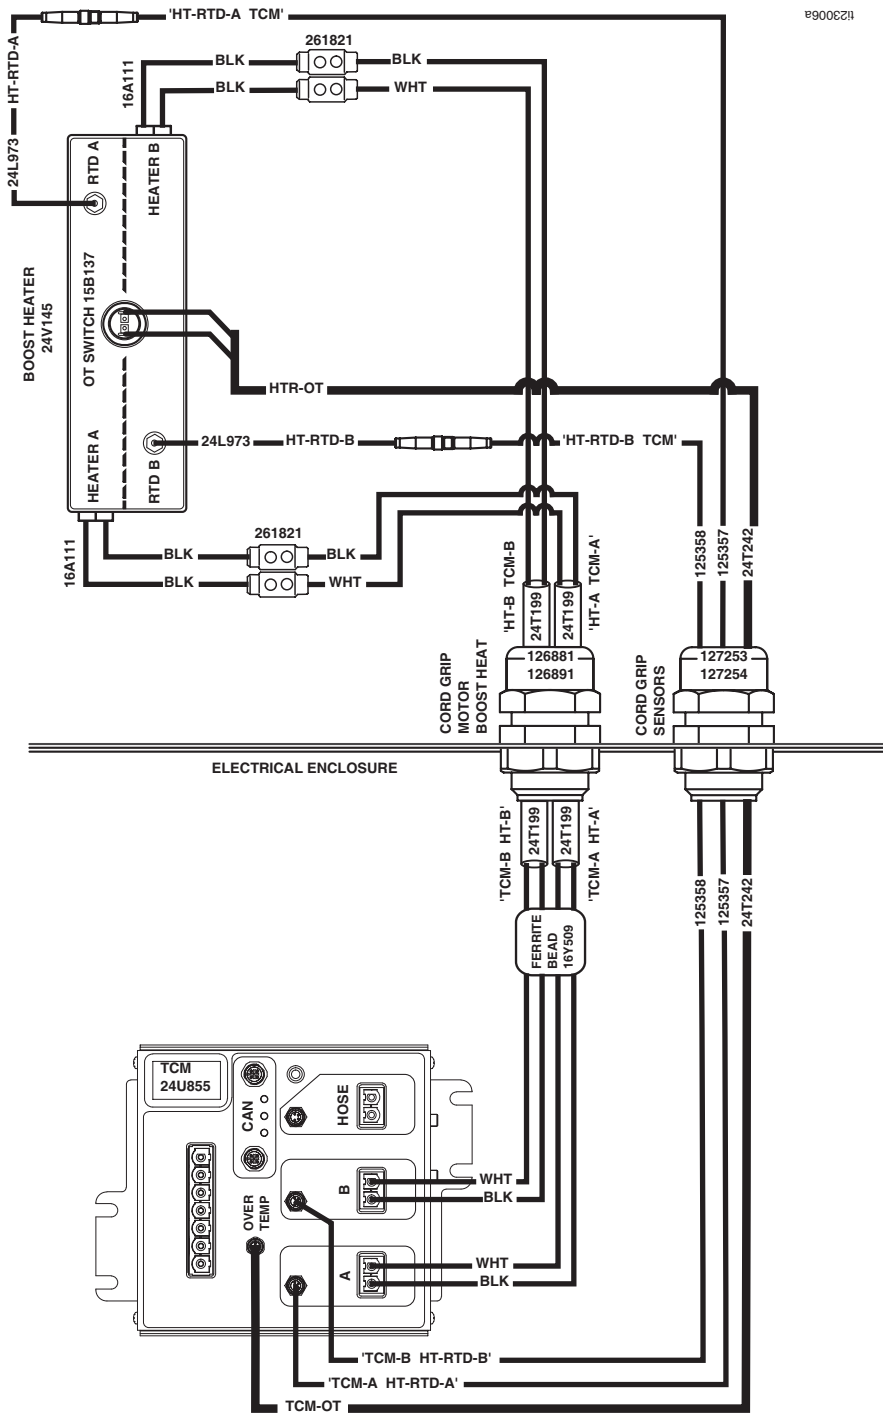 'HT-RTD-A TCM'
ti23006a
HT-RTD-A
24L973
16A111
BLK
261821
BLK
BLK
WHT
RTD A
HEATER B
BOOST HEATER
24V145
OT SWITCH 15B137
HTR-OT
HEATER A
RTD B
24L973
HT-RTD-B
'HT-RTD-B TCM'
16A111
BLK
261821
BLK
BLK
WHT
'HT-B TCM-B
24T199
24T199
'HT-A TCM-A'
125358
125357
24T242
CORD GRIP
MOTOR
BOOST HEAT
126881
126891
CORD GRIP
SENSORS
127253
127254
ELECTRICAL ENCLOSURE
'TCM-B HT-B'
24T199
24T199
'TCM-A HT-A'
125358
125357
24T242
FERRITE
BEAD
16Y509
TCM
24U855
CAN
HOSE
B
WHT
BLK
OVER
TEMP
A
WHT
BLK
'TCM-B HT-RTD-B'
'TCM-A HT-RTD-A'
TCM-OT